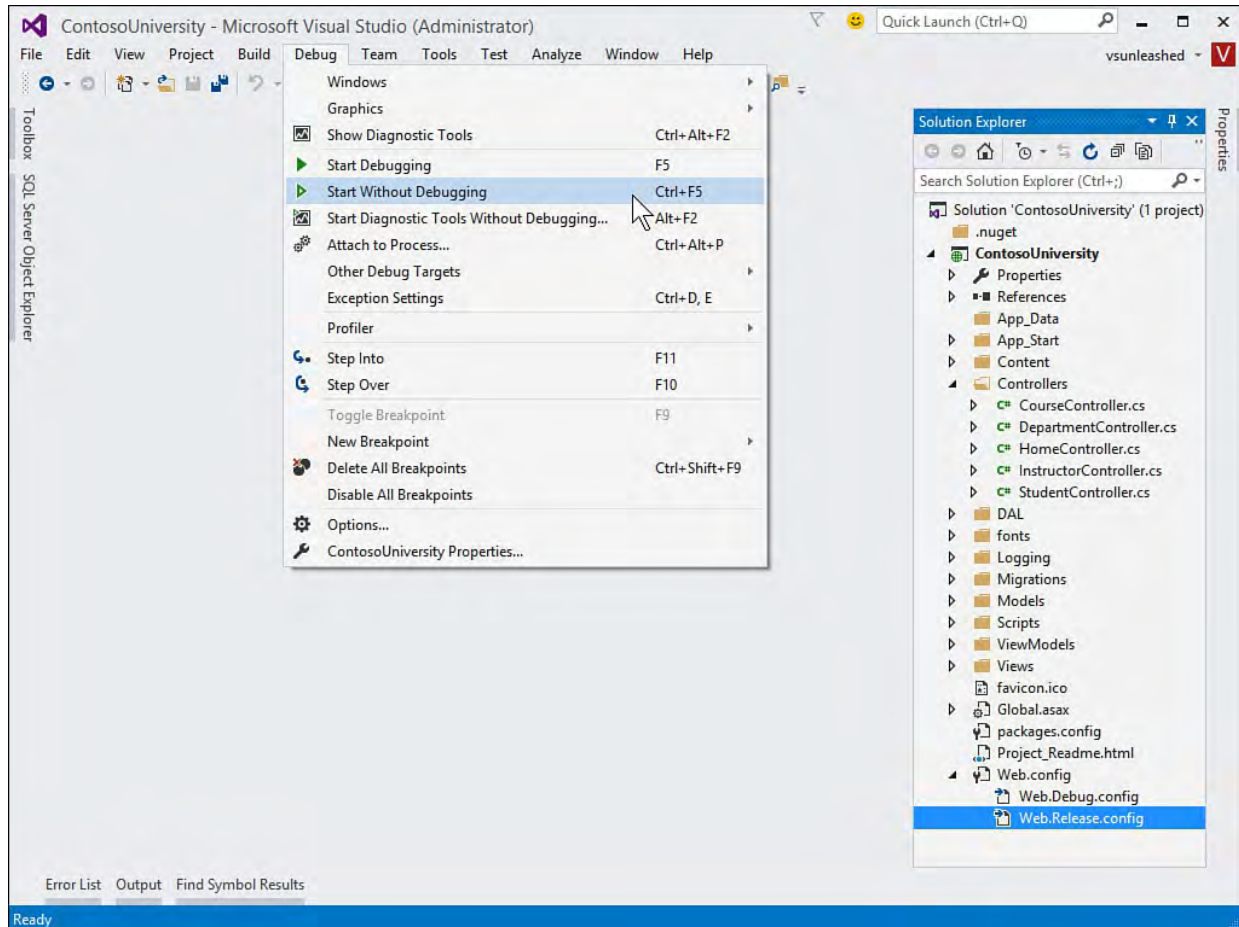 ContosoUniversity - Microsoft Visual Studio (Administrator)
Quick Launch (Ctrl+Q)
File Edit View Project Build Debug Team Tools Test Analyze Window Help
vsunleashed
V
Toolbox
SQL Server Object Explorer
Windows
Graphics
Show Diagnostic Tools Ctrl+Alt+F2
Start Debugging F5
Start Without Debugging Ctrl+F5
Start Diagnostic Tools Without Debugging... Alt+F2
Attach to Process... Ctrl+Alt+P
Other Debug Targets
Exception Settings Ctrl+D, E
Profiler
Step Into F11
Step Over F10
Toggle Breakpoint F9
New Breakpoint
Delete All Breakpoints Ctrl+Shift+F9
Disable All Breakpoints
Options...
ContosoUniversity Properties...
Solution Explorer
Search Solution Explorer (Ctrl+;)
Solution 'ContosoUniversity' (1 project)
.nuget
ContosoUniversity
Properties
References
App_Data
App_Start
Content
Controllers
C# CourseController.cs
C# DepartmentController.cs
C# HomeController.cs
C# InstructorController.cs
C# StudentController.cs
DAL
fonts
Logging
Migrations
Models
Scripts
ViewModels
Views
favicon.ico
Global.asax
packages.config
Project_Readme.html
Web.config
Web.Debug.config
Web.Release.config
Properties
Error List Output Find Symbol Results
Ready